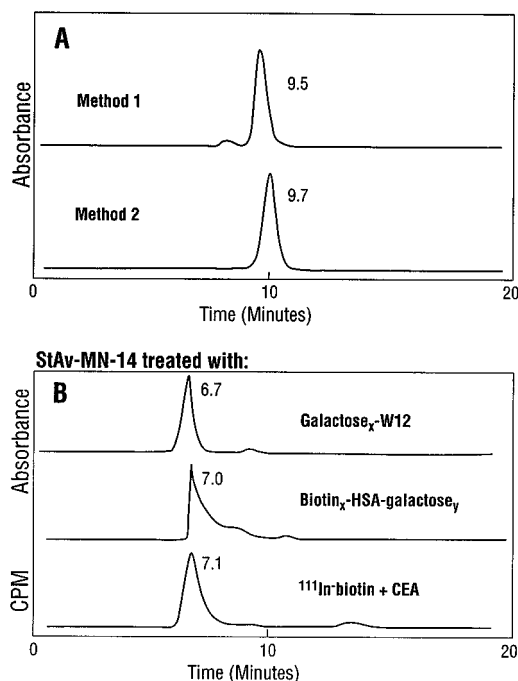 A
Absorbance
Method 1
9.5
Method 2
9.7
0
10
20
Time (Minutes)
StAv-MN-14 treated with:
B
Absorbance
6.7
Galactosex-W12
7.0
Biotinx-HSA-galactosey
CPM
7.1
111In-biotin + CEA
0
10
20
Time (Minutes)